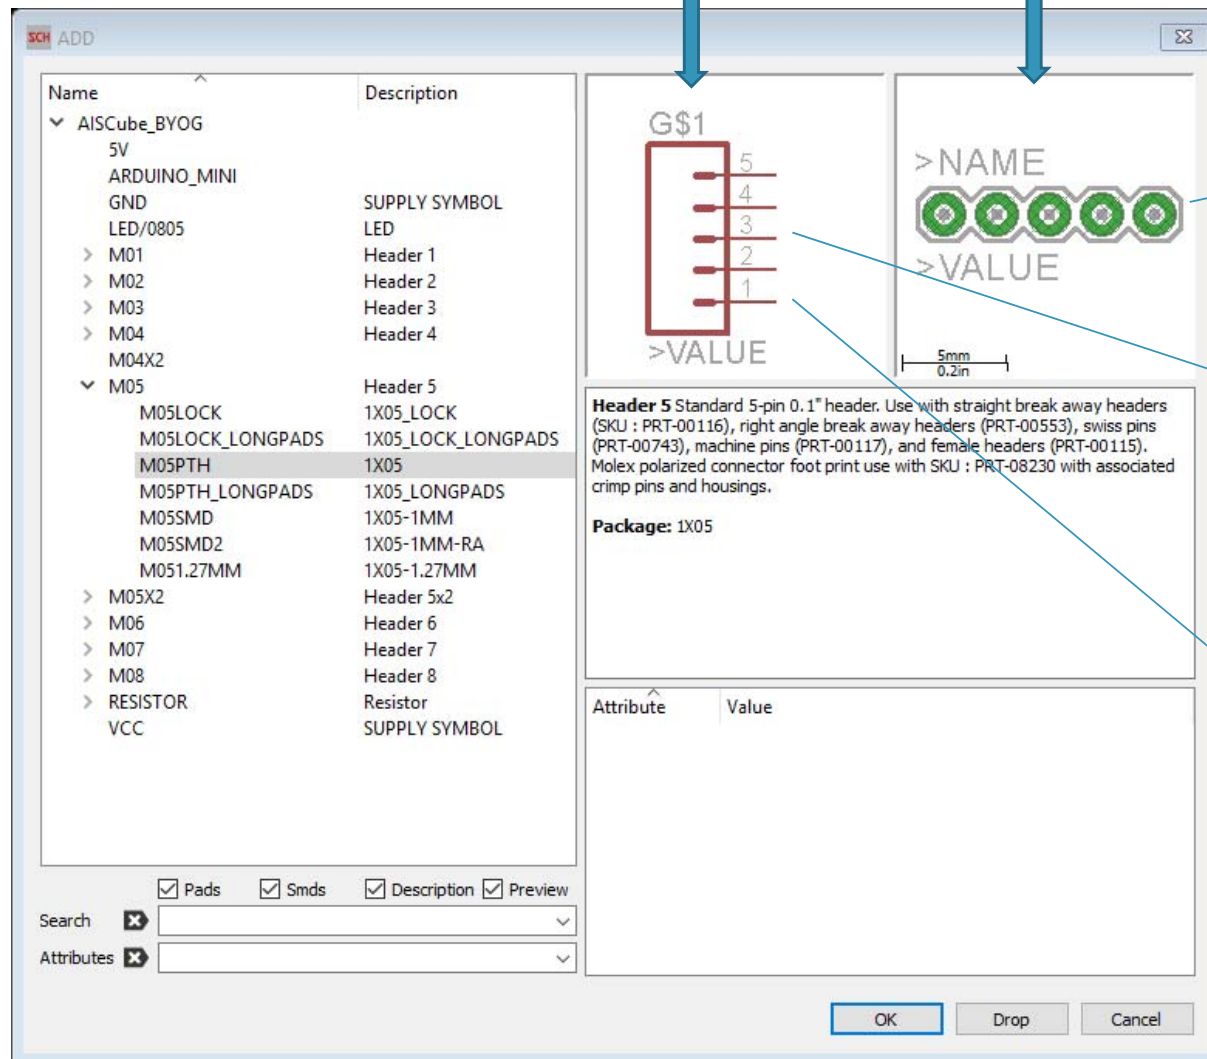 SCH ADD
Name Description
AISCube_BYOG
5V
ARDUINO_MINI
GND SUPPLY SYMBOL
LED/0805 LED
M01 Header 1
M02 Header 2
M03 Header 3
M04 Header 4
M04X2
M05 Header 5
M05LOCK 1X05_LOCK
M05LOCK_LONGPADS 1X05_LOCK_LONGPADS
M05PTH 1X05
M05PTH_LONGPADS 1X05_LONGPADS
M05SMD 1X05-1MM
M05SMD2 1X05-1MM-RA
M051.27MM 1X05-1.27MM
M05X2 Header 5x2
M06 Header 6
M07 Header 7
M08 Header 8
RESISTOR Resistor
VCC SUPPLY SYMBOL
Pads Smds Description Preview
Search
Attributes
G$1
5
4
3
2
1
>VALUE
>NAME
>VALUE
5mm
0.2in
Header 5 Standard 5-pin 0.1" header. Use with straight break away headers
(SKU : PRT-00116), right angle break away headers (PRT-00553), swiss pins
(PRT-00743), machine pins (PRT-00117), and female headers (PRT-00115).
Molex polarized connector foot print use with SKU : PRT-08230 with associated
crimp pins and housings.
Package: 1X05
Attribute Value
OK Drop Cancel